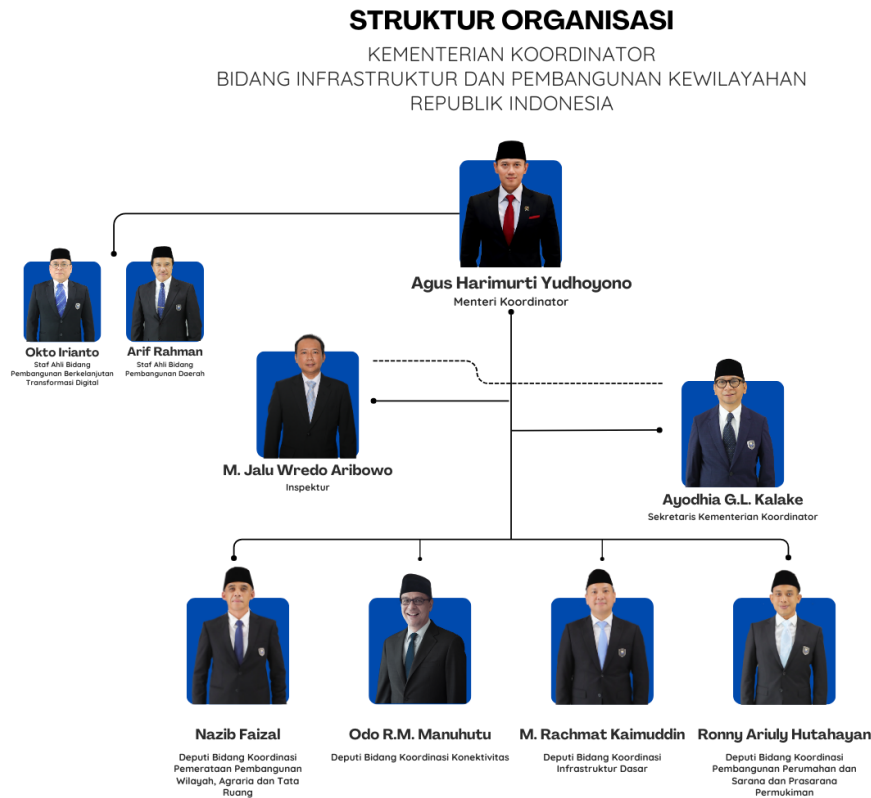 STRUKTUR ORGANISASI
KEMENTERIAN KOORDINATOR
BIDANG INFRASTRUKTUR DAN PEMBANGUNAN KEWILAYAHAN
REPUBLIK INDONESIA
Agus Harimurti Yudhoyono
Menteri Koordinator
Okto Irianto
Staf Ahli Bidang
Pembangunan Berkelanjutan
Transformasi Digital
Arif Rahman
Staf Ahli Bidang
Pembangunan Daerah
M. Jalu Wredo Aribowo
Inspektur
Ayodhia G.L. Kalake
Sekretaris Kementerian Koordinator
Nazib Faizal
Deputi Bidang Koordinasi
Pemerataan Pembangunan
Wilayah, Agraria dan Tata
Ruang
Odo R.M. Manuhutu
Deputi Bidang Koordinasi Konektivitas
M. Rachmat Kaimuddin
Deputi Bidang Koordinasi
Infrastruktur Dasar
Ronny Ariuly Hutahayan
Deputi Bidang Koordinasi
Pembangunan Perumahan dan
Sarana dan Prasarana
Permukiman